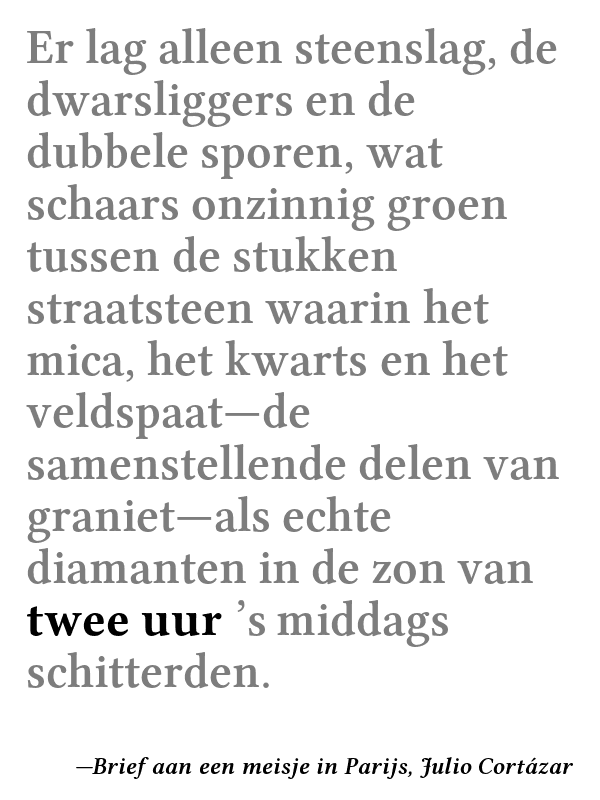 Er lag alleen steenslag, de
dwarsliggers en de
dubbele sporen, wat
schaars onzinnig groen
tussen de stukken
straatsteen waarin het
mica, het kwarts en het
veldspaat—de
samenstellende delen van
graniet—als echte
diamanten in de zon van
twee uur ’s middags
schitterden.
—Brief aan een meisje in Parijs, Julio Cortázar